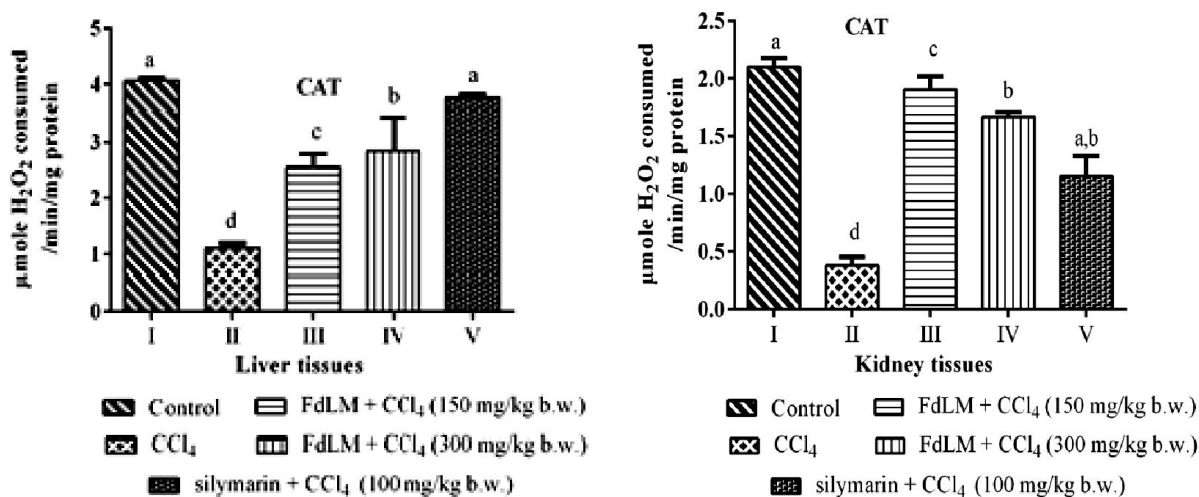 μmole H₂O₂ consumed
/min/mg protein
5
4
3
2
1
0
CAT
a
d
c
b
a
I II III IV V
Liver tissues
Control
FdLM + CCl₄ (150 mg/kg b.w.)
CCl₄
FdLM + CCl₄ (300 mg/kg b.w.)
silymarin + CCl₄ (100 mg/kg b.w.)
μmole H₂O₂ consumed
/min/mg protein
2.5
2.0
1.5
1.0
0.5
0.0
CAT
a
d
c
b
a,b
I II III IV V
Kidney tissues
Control
FdLM + CCl₄ (150 mg/kg b.w.)
CCl₄
FdLM + CCl₄ (300 mg/kg b.w.)
silymarin + CCl₄ (100 mg/kg b.w.)